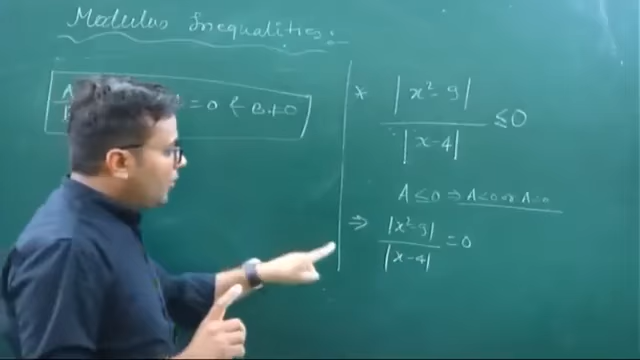 Modulus Inequalities:-
A = 0 & B ≠ 0
* |x²-9| / |x-4| ≤ 0
A ≤ 0 ⇒ A<0 or A=0
⇒ |x²-9| / |x-4| = 0